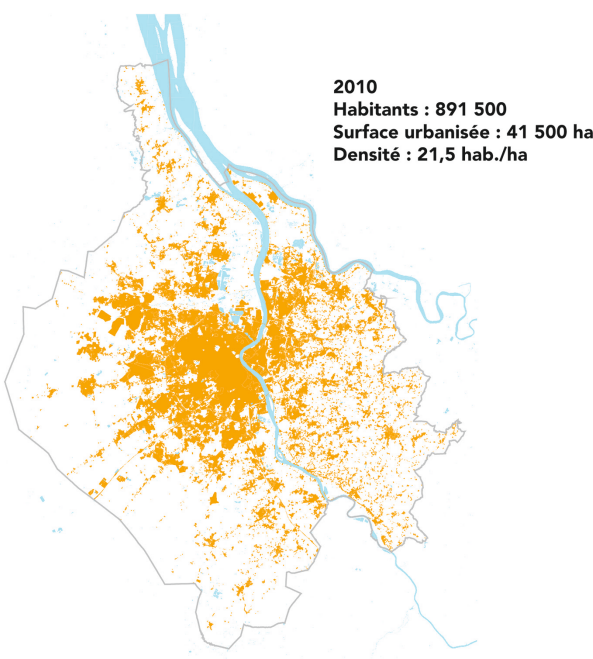 2010
Habitants : 891 500
Surface urbanisée : 41 500 ha
Densité : 21,5 hab./ha